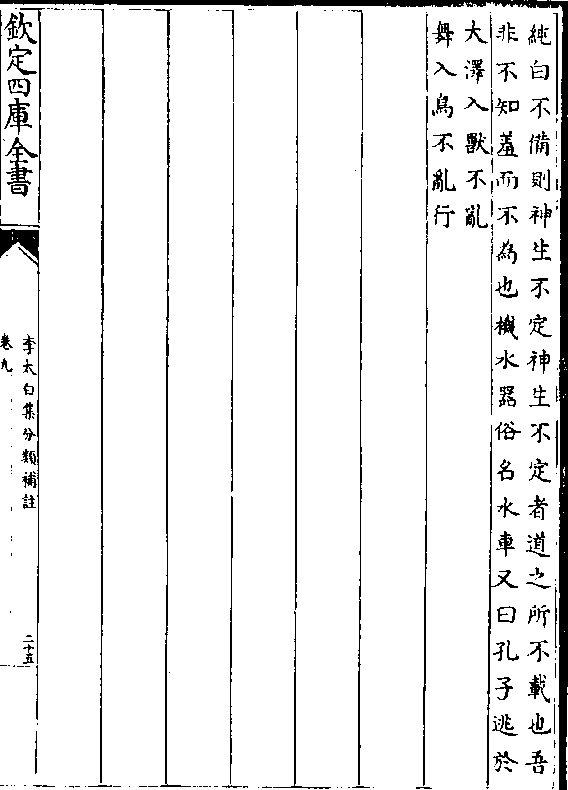 純白不備則神生不定神生不定者道之所不載也吾
非不知羞而不為也機水器俗名水車又曰孔子逃於
大澤入獸不亂
羣入鳥不亂行
欽定四庫全書
李太白集分類補註
卷九
二十五